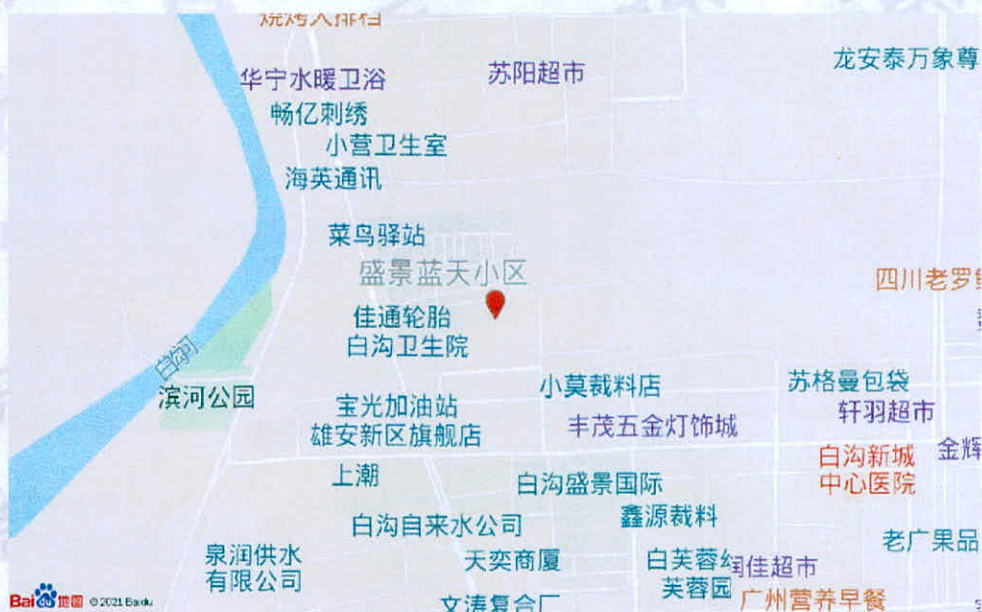 烧烤大排档
华宁水暖卫浴
苏阳超市
龙安泰万象尊
畅亿刺绣
小营卫生室
海英通讯
菜鸟驿站
盛景蓝天小区
四川老罗
佳通轮胎
白沟卫生院
白沟河
滨河公园
小莫裁料店
苏格曼包袋
宝光加油站
雄安新区旗舰店
轩羽超市
丰茂五金灯饰城
白沟新城
中心医院
金辉
上潮
白沟盛景国际
鑫源裁料
白沟自来水公司
老广果品
泉润供水
有限公司
天奕商厦
白芙蓉
芙蓉园
润佳超市
文涛复合厂
广州营养早餐
Bai du 地图 © 2021 Baidu